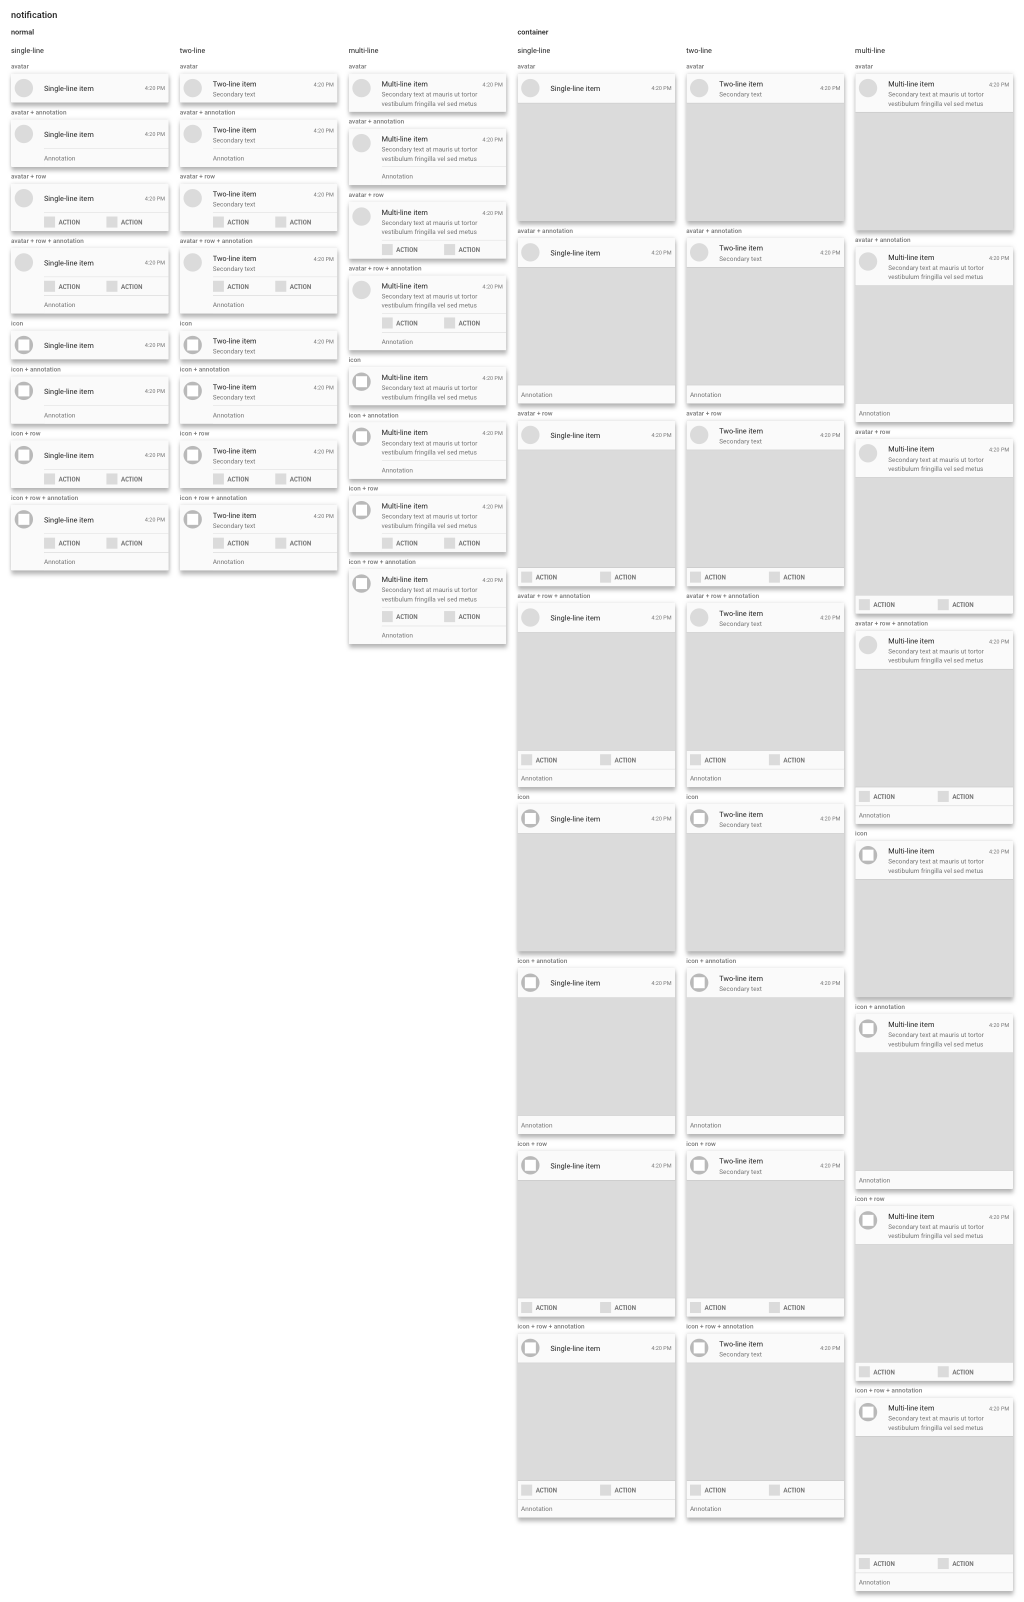 notification
normal
single-line
avatar
Single-line item
4:20 PM
avatar + annotation
Single-line item
4:20 PM
Annotation
avatar + row
Single-line item
4:20 PM
ACTION
ACTION
avatar + row + annotation
Single-line item
4:20 PM
ACTION
ACTION
Annotation
icon
Single-line item
4:20 PM
icon + annotation
Single-line item
4:20 PM
Annotation
icon + row
Single-line item
4:20 PM
ACTION
ACTION
icon + row + annotation
Single-line item
4:20 PM
ACTION
ACTION
Annotation
two-line
avatar
Two-line item
Secondary text
4:20 PM
avatar + annotation
Two-line item
Secondary text
4:20 PM
Annotation
avatar + row
Two-line item
Secondary text
4:20 PM
ACTION
ACTION
avatar + row + annotation
Two-line item
Secondary text
4:20 PM
ACTION
ACTION
Annotation
icon
Two-line item
Secondary text
4:20 PM
icon + annotation
Two-line item
Secondary text
4:20 PM
Annotation
icon + row
Two-line item
Secondary text
4:20 PM
ACTION
ACTION
icon + row + annotation
Two-line item
Secondary text
4:20 PM
ACTION
ACTION
Annotation
multi-line
avatar
Multi-line item
4:20 PM
Secondary text at mauris ut tortor
vestibulum fringilla vel sed metus
avatar + annotation
Multi-line item
4:20 PM
Secondary text at mauris ut tortor
vestibulum fringilla vel sed metus
Annotation
avatar + row
Multi-line item
4:20 PM
Secondary text at mauris ut tortor
vestibulum fringilla vel sed metus
ACTION
ACTION
avatar + row + annotation
Multi-line item
4:20 PM
Secondary text at mauris ut tortor
vestibulum fringilla vel sed metus
ACTION
ACTION
Annotation
icon
Multi-line item
4:20 PM
Secondary text at mauris ut tortor
vestibulum fringilla vel sed metus
icon + annotation
Multi-line item
4:20 PM
Secondary text at mauris ut tortor
vestibulum fringilla vel sed metus
Annotation
icon + row
Multi-line item
4:20 PM
Secondary text at mauris ut tortor
vestibulum fringilla vel sed metus
ACTION
ACTION
icon + row + annotation
Multi-line item
4:20 PM
Secondary text at mauris ut tortor
vestibulum fringilla vel sed metus
ACTION
ACTION
Annotation
container
single-line
avatar
Single-line item
4:20 PM
avatar + annotation
Single-line item
4:20 PM
Annotation
avatar + row
Single-line item
4:20 PM
ACTION
ACTION
avatar + row + annotation
Single-line item
4:20 PM
ACTION
ACTION
Annotation
icon
Single-line item
4:20 PM
icon + annotation
Single-line item
4:20 PM
Annotation
icon + row
Single-line item
4:20 PM
ACTION
ACTION
icon + row + annotation
Single-line item
4:20 PM
ACTION
ACTION
Annotation
two-line
avatar
Two-line item
Secondary text
4:20 PM
avatar + annotation
Two-line item
Secondary text
4:20 PM
Annotation
avatar + row
Two-line item
Secondary text
4:20 PM
ACTION
ACTION
avatar + row + annotation
Two-line item
Secondary text
4:20 PM
ACTION
ACTION
Annotation
icon
Two-line item
Secondary text
4:20 PM
icon + annotation
Two-line item
Secondary text
4:20 PM
Annotation
icon + row
Two-line item
Secondary text
4:20 PM
ACTION
ACTION
icon + row + annotation
Two-line item
Secondary text
4:20 PM
ACTION
ACTION
Annotation
multi-line
avatar
Multi-line item
4:20 PM
Secondary text at mauris ut tortor
vestibulum fringilla vel sed metus
avatar + annotation
Multi-line item
4:20 PM
Secondary text at mauris ut tortor
vestibulum fringilla vel sed metus
Annotation
avatar + row
Multi-line item
4:20 PM
Secondary text at mauris ut tortor
vestibulum fringilla vel sed metus
ACTION
ACTION
avatar + row + annotation
Multi-line item
4:20 PM
Secondary text at mauris ut tortor
vestibulum fringilla vel sed metus
ACTION
ACTION
Annotation
icon
Multi-line item
4:20 PM
Secondary text at mauris ut tortor
vestibulum fringilla vel sed metus
icon + annotation
Multi-line item
4:20 PM
Secondary text at mauris ut tortor
vestibulum fringilla vel sed metus
Annotation
icon + row
Multi-line item
4:20 PM
Secondary text at mauris ut tortor
vestibulum fringilla vel sed metus
ACTION
ACTION
icon + row + annotation
Multi-line item
4:20 PM
Secondary text at mauris ut tortor
vestibulum fringilla vel sed metus
ACTION
ACTION
Annotation